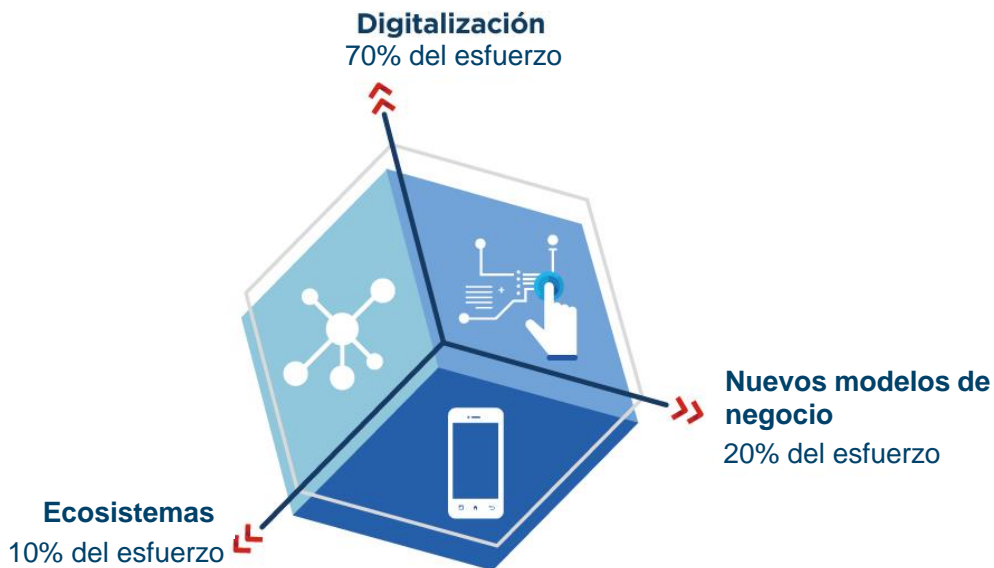 Digitalización
70% del esfuerzo
Nuevos modelos de
negocio
20% del esfuerzo
Ecosistemas
10% del esfuerzo